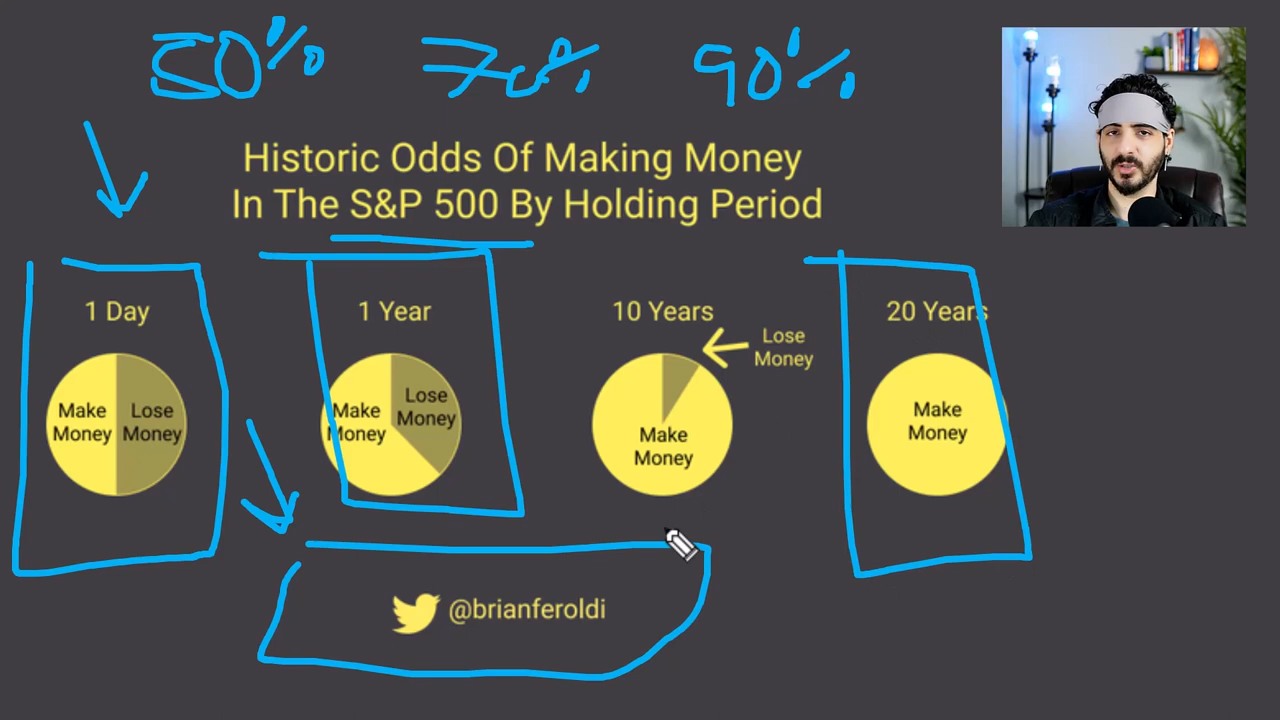 50% 70% 90%
Historic Odds Of Making Money
In The S&P 500 By Holding Period
1 Day
1 Year
10 Years
20 Years
Make
Money
Lose
Money
Make
Money
Lose
Money
Make
Money
Lose
Money
Make
Money
@brianferoldi